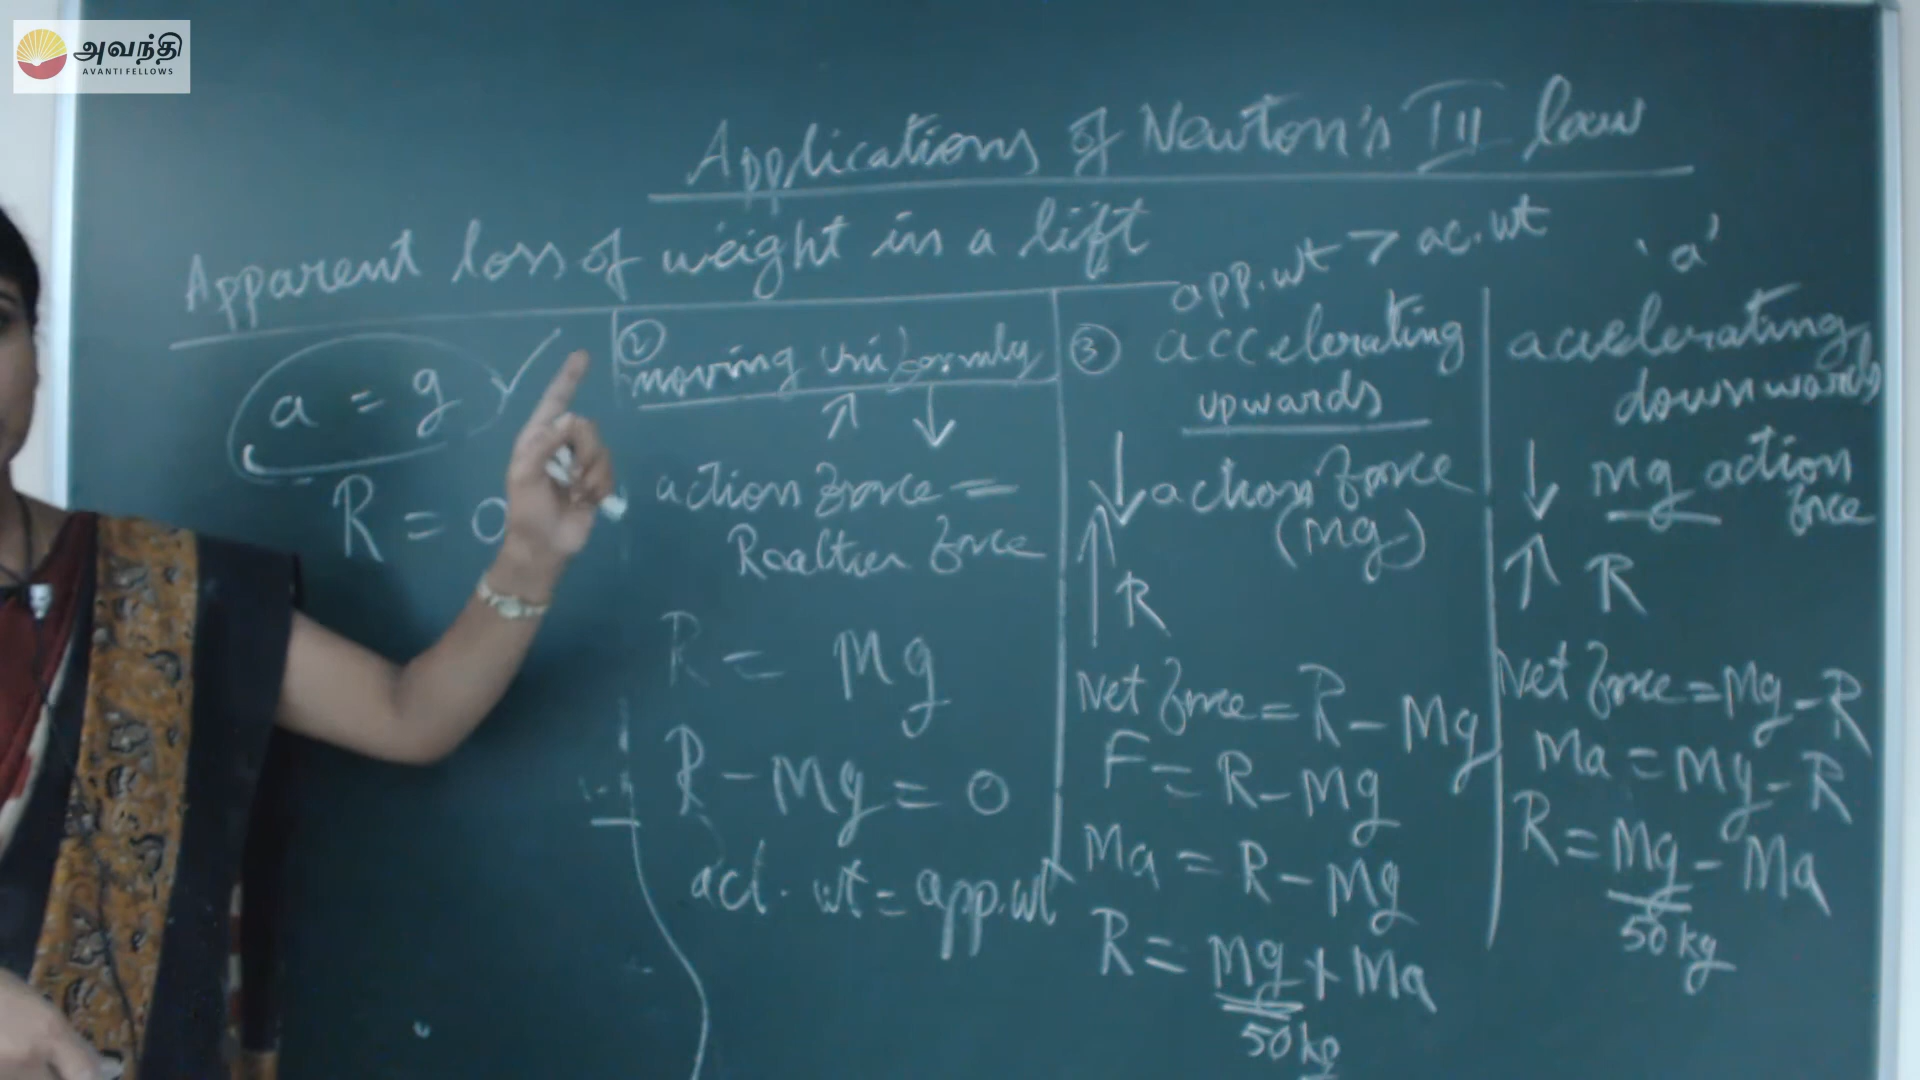 அவந்தி
AVANTI FELLOWS
Applications of Newton's III law
Apparent loss of weight in a lift
a = g ✓
R = 0
② moving uniformly
↑ ↓
action force =
Reaction force
R = Mg
R - Mg = 0
act. wt = app.wt
app.wt > ac.wt
③ accelerating
upwards
↓ action force
(Mg)
↑ R
Net force = R - Mg
F = R - Mg
Ma = R - Mg
R = Mg + Ma
50 kg
'a'
accelerating
downwards
↓ Mg action
force
↑ R
Net force = Mg - R
Ma = Mg - R
R = Mg - Ma
50 kg